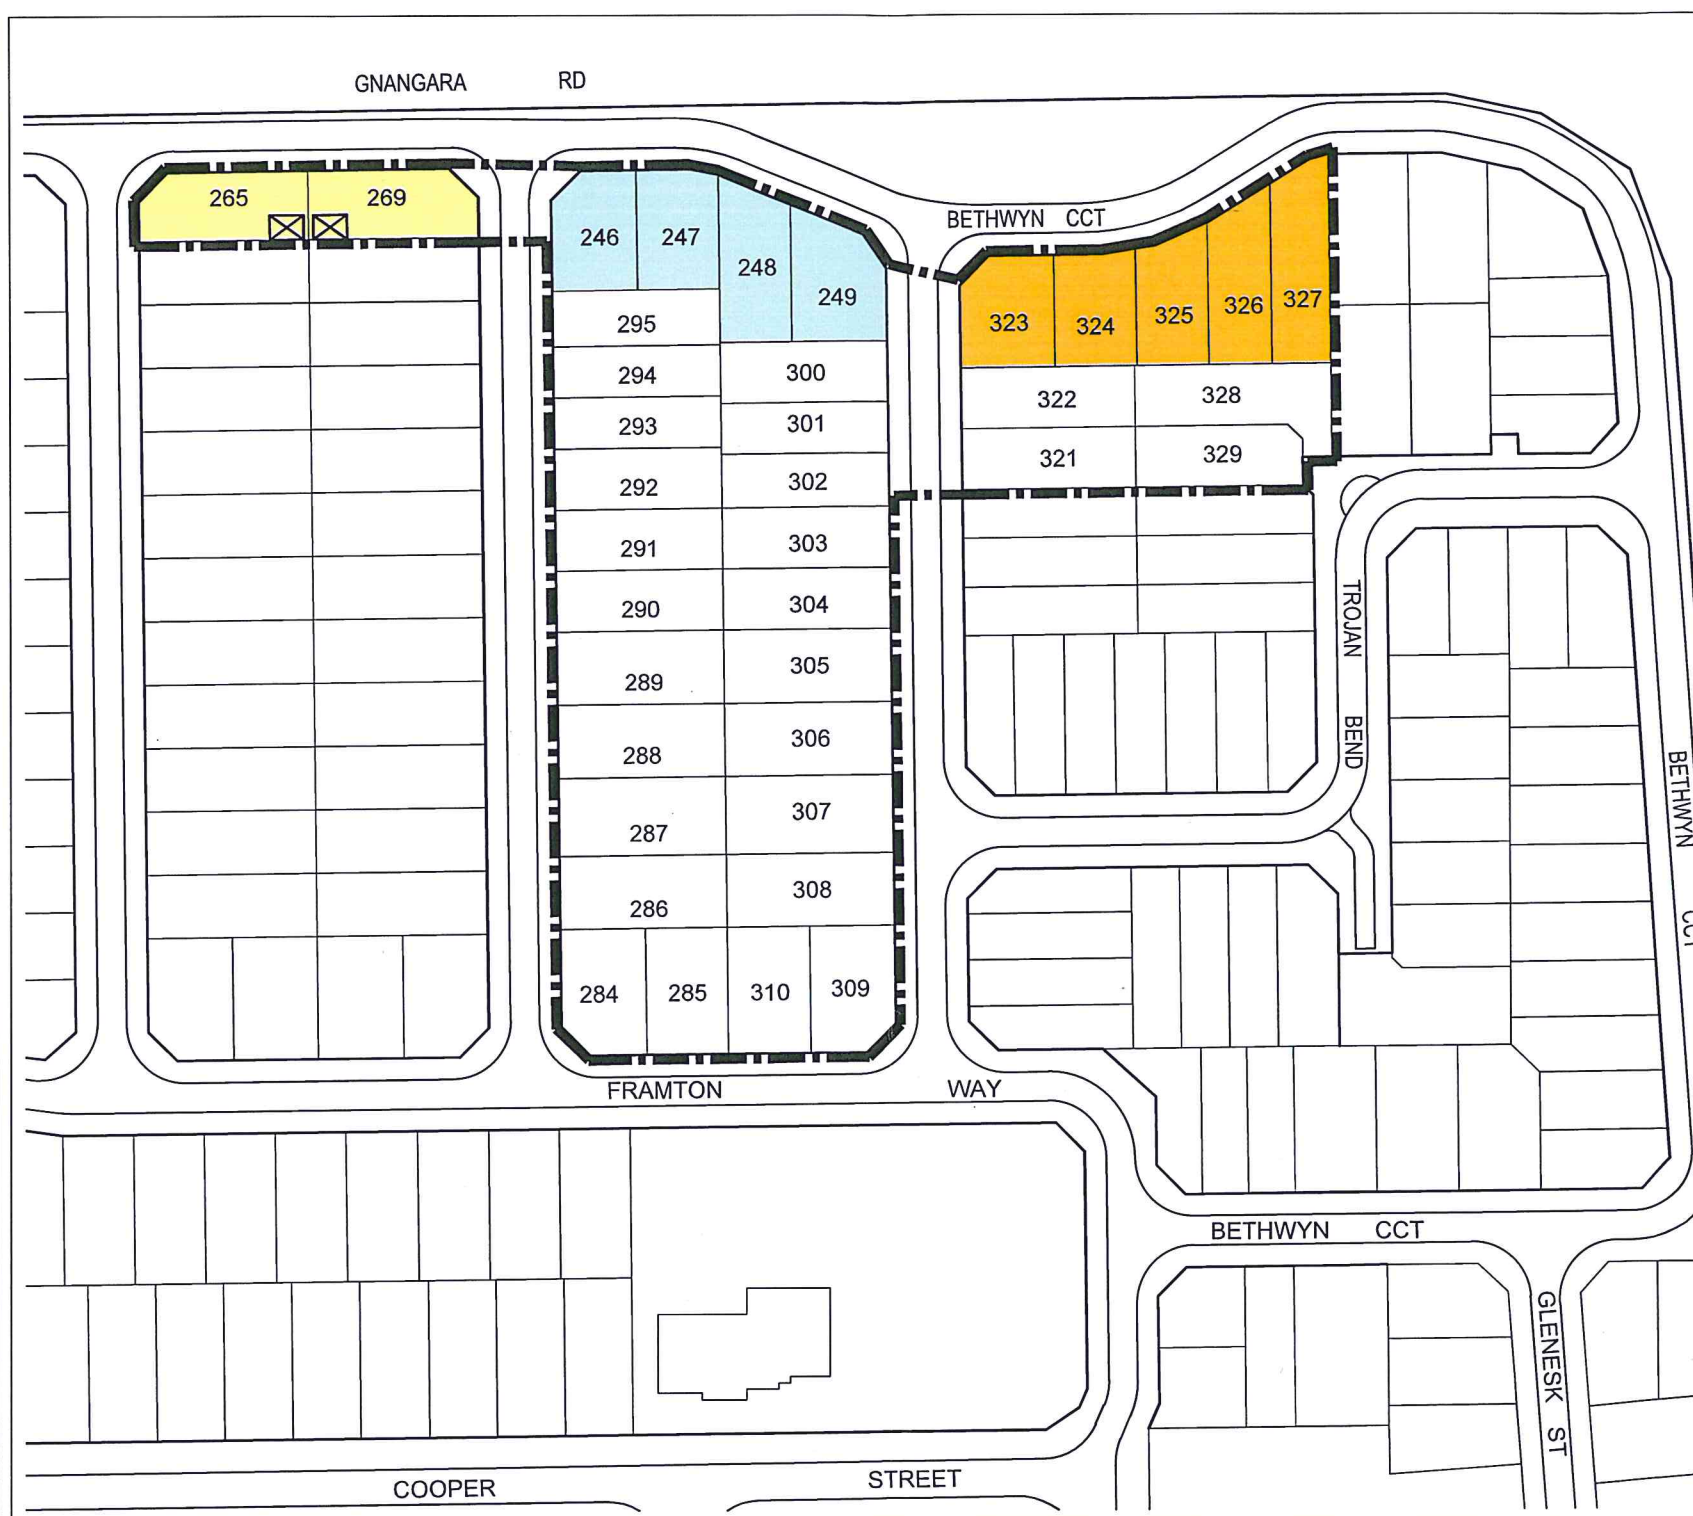 GNANGARA RD
265 269
BETHWYN CCT
246 247
248
249
323 324 325 326 327
295
294 300
293 301
322 328
292 302
321 329
291 303
290 304
289 305
288 306
287 307
286 308
284 285 310 309
TROJAN BEND
BETHWYN CCT
FRAMTON WAY
BETHWYN CCT
GLENESK ST
COOPER STREET